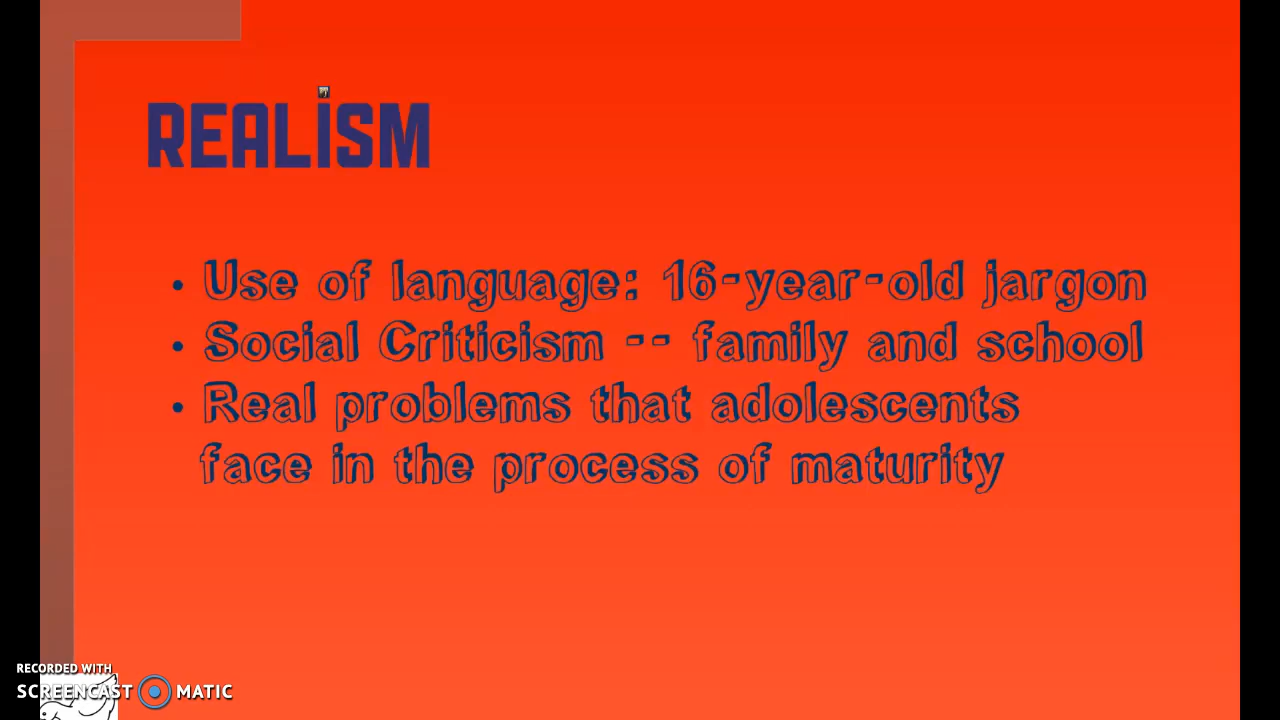 REALiSM
• Use of language: 16-year-old jargon
• Social Criticism -- family and school
• Real problems that adolescents
face in the process of maturity
RECORDED WITH
SCREENCAST MATIC